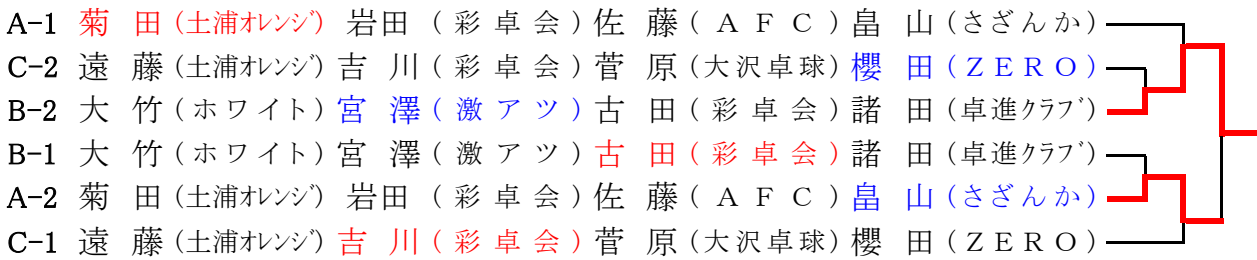 A-1 菊 田(土浦オレンジ) 岩田(彩卓会)佐 藤(AFC)畠 山(さざんか)
C-2 遠 藤(土浦オレンジ)吉 川(彩卓会)菅 原(大沢卓球)櫻 田(ZERO)
B-2 大 竹(ホワイト)宮 澤(激アツ)古 田(彩卓会)諸 田(卓進クラブ)
B-1 大 竹(ホワイト)宮 澤(激アツ)古 田(彩卓会)諸 田(卓進クラブ)
A-2 菊 田(土浦オレンジ) 岩田(彩卓会)佐 藤(AFC)畠 山(さざんか)
C-1 遠 藤(土浦オレンジ)吉 川(彩卓会)菅 原(大沢卓球)櫻 田(ZERO)